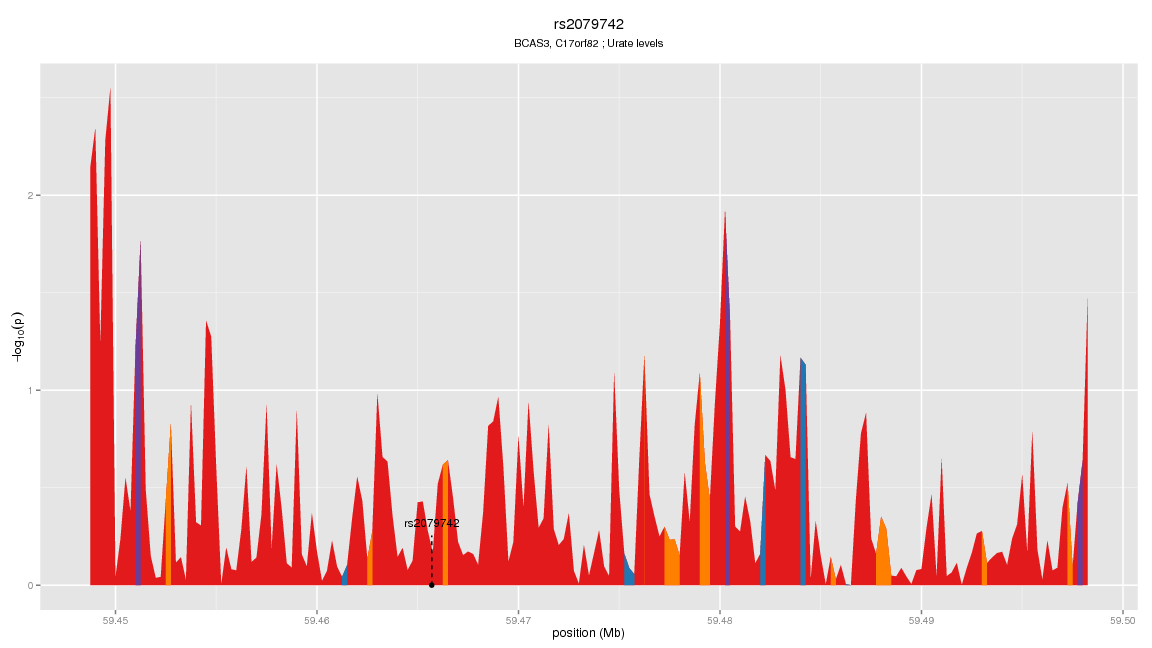 rs2079742
BCAS3, C17orf82 ; Urate levels
−log10(p)
2
1
0
rs2079742
59.45 59.46 59.47 59.48 59.49 59.50
position (Mb)